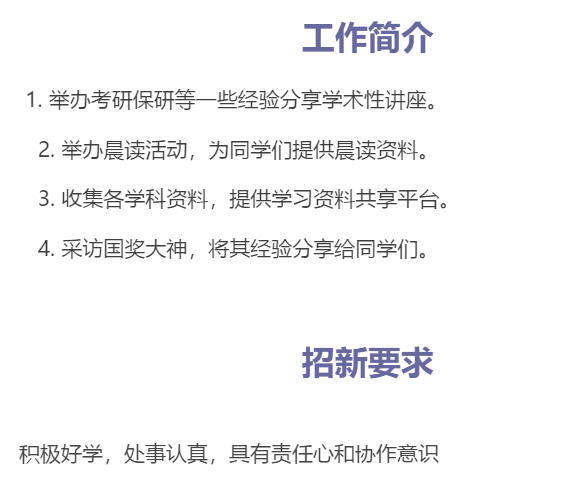 工作简介
1. 举办考研保研等一些经验分享学术性讲座。
2. 举办晨读活动，为同学们提供晨读资料。
3. 收集各学科资料，提供学习资料共享平台。
4. 采访国奖大神，将其经验分享给同学们。
招新要求
积极好学，处事认真，具有责任心和协作意识